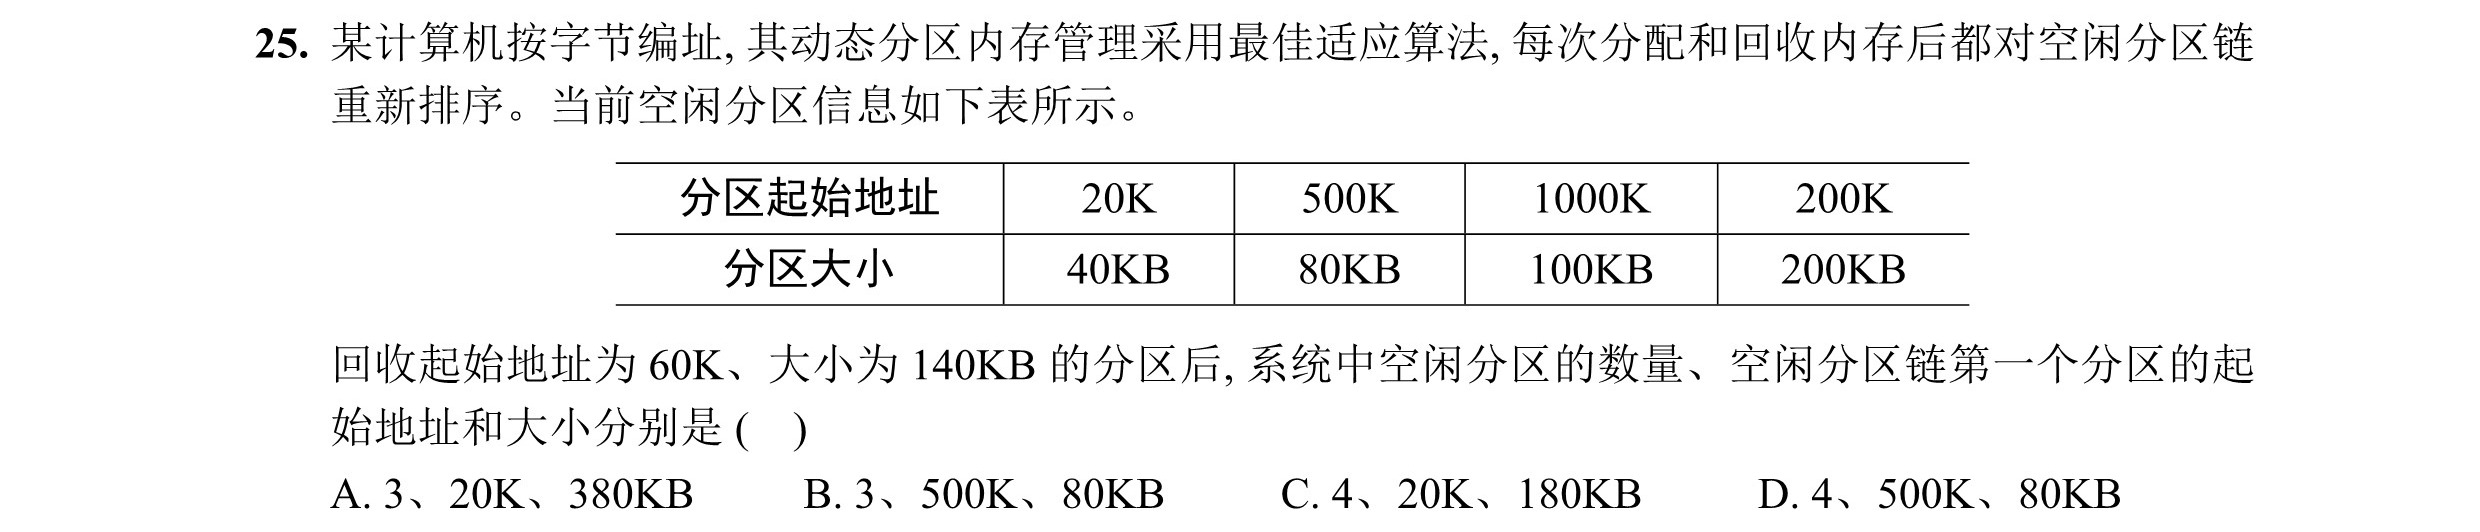 25. 某计算机按字节编址, 其动态分区内存管理采用最佳适应算法, 每次分配和回收内存后都对空闲分区链
重新排序。当前空闲分区信息如下表所示。
分区起始地址 20K 500K 1000K 200K
分区大小 40KB 80KB 100KB 200KB
回收起始地址为 60K、大小为 140KB 的分区后, 系统中空闲分区的数量、空闲分区链第一个分区的起
始地址和大小分别是 ( )
A. 3、20K、380KB B. 3、500K、80KB C. 4、20K、180KB D. 4、500K、80KB